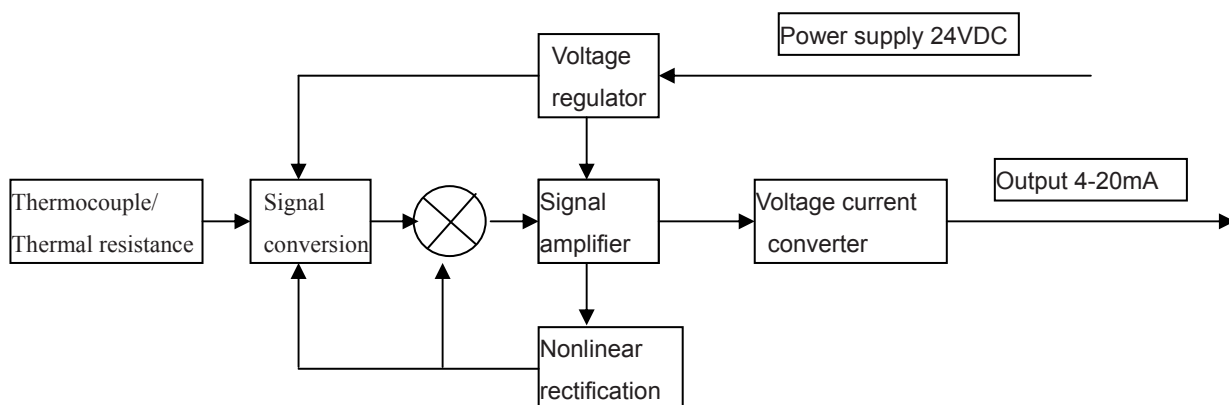 Power supply 24VDC
Voltage
regulator
Output 4-20mA
Thermocouple/
Thermal resistance
Signal
conversion
Signal
amplifier
Voltage current
converter
Nonlinear
rectification